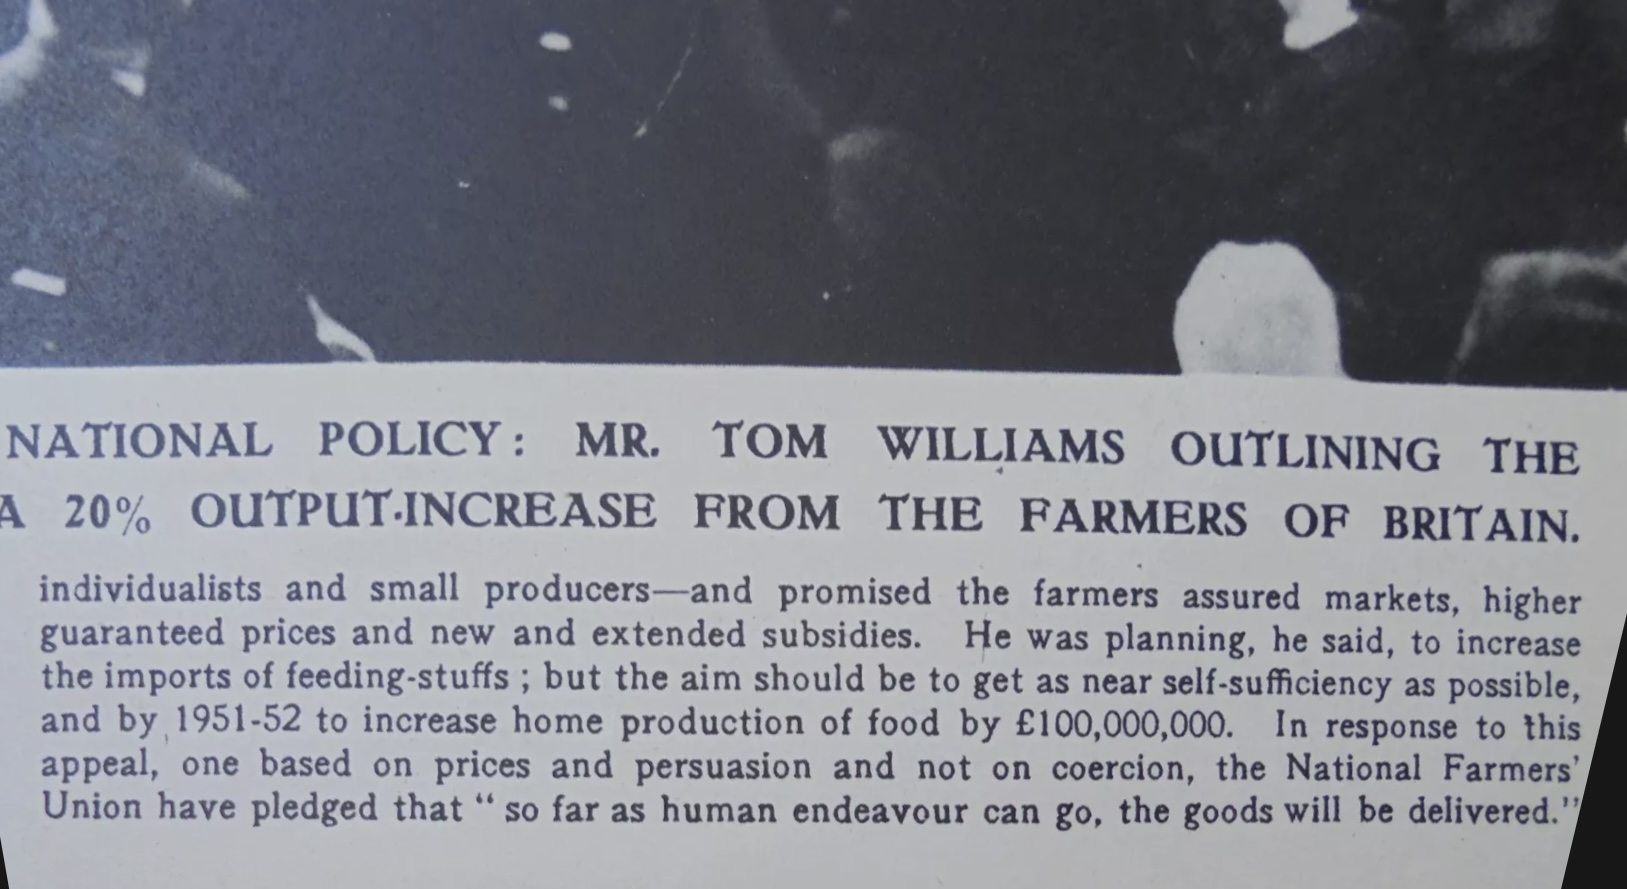 NATIONAL POLICY: MR. TOM WILLIAMS OUTLINING THE
A 20% OUTPUT-INCREASE FROM THE FARMERS OF BRITAIN.
individualists and small producers—and promised the farmers assured markets, higher
guaranteed prices and new and extended subsidies. He was planning, he said, to increase
the imports of feeding-stuffs ; but the aim should be to get as near self-sufficiency as possible,
and by 1951-52 to increase home production of food by £100,000,000. In response to this
appeal, one based on prices and persuasion and not on coercion, the National Farmers'
Union have pledged that “ so far as human endeavour can go, the goods will be delivered.”